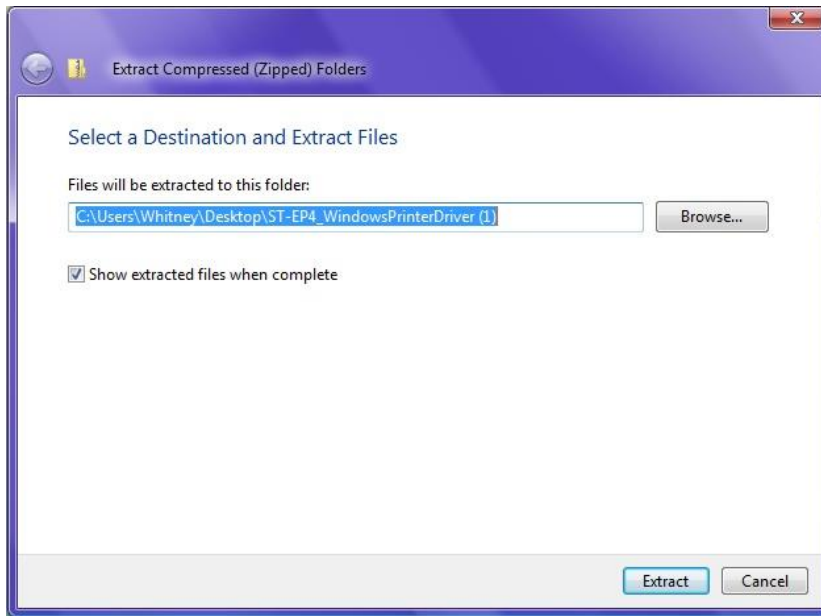 Extract Compressed (Zipped) Folders
Select a Destination and Extract Files
Files will be extracted to this folder:
C:\Users\Whitney\Desktop\ST-EP4_WindowsPrinterDriver (1)
Browse...
Show extracted files when complete
Extract
Cancel